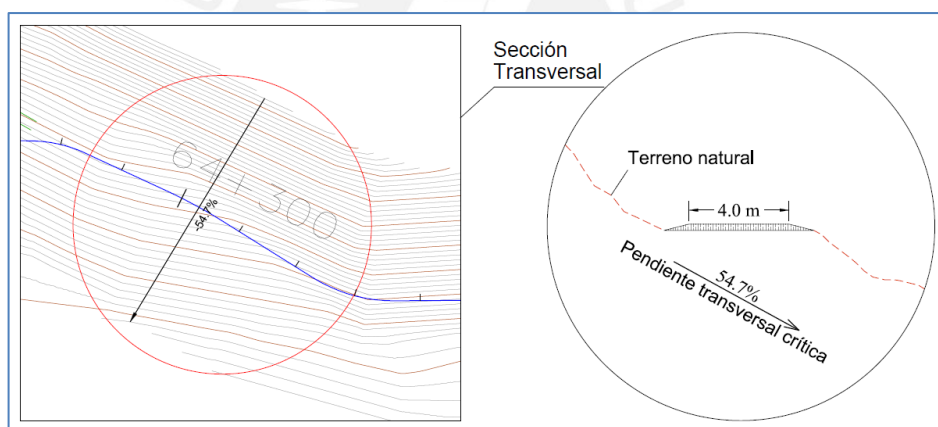 64+300
-54.7%
Sección
Transversal
Terreno natural
4.0 m
54.7%
Pendiente transversal crítica